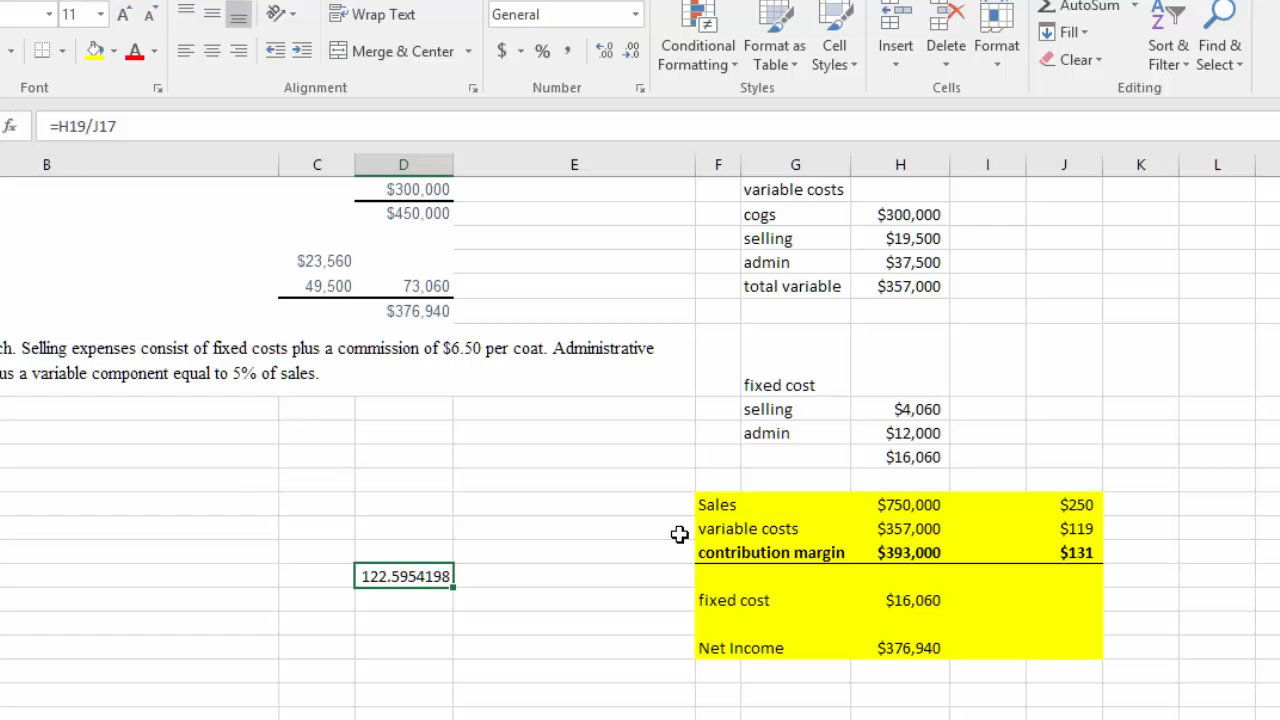 11 A A Wrap Text General AutoSum
Fill
$ % , Merge & Center Conditional Formatting Format as Table Cell Styles Insert Delete Format Clear Sort & Filter Find & Select
Font Alignment Number Styles Cells Editing
fx =H19/J17
B C D E F G H I J K L
$300,000 variable costs
$450,000 cogs $300,000
selling $19,500
$23,560 admin $37,500
49,500 73,060 total variable $357,000
$376,940
ch. Selling expenses consist of fixed costs plus a commission of $6.50 per coat. Administrative
us a variable component equal to 5% of sales.
fixed cost
selling $4,060
admin $12,000
$16,060
Sales $750,000 $250
variable costs $357,000 $119
contribution margin $393,000 $131
122.5954198
fixed cost $16,060
Net Income $376,940